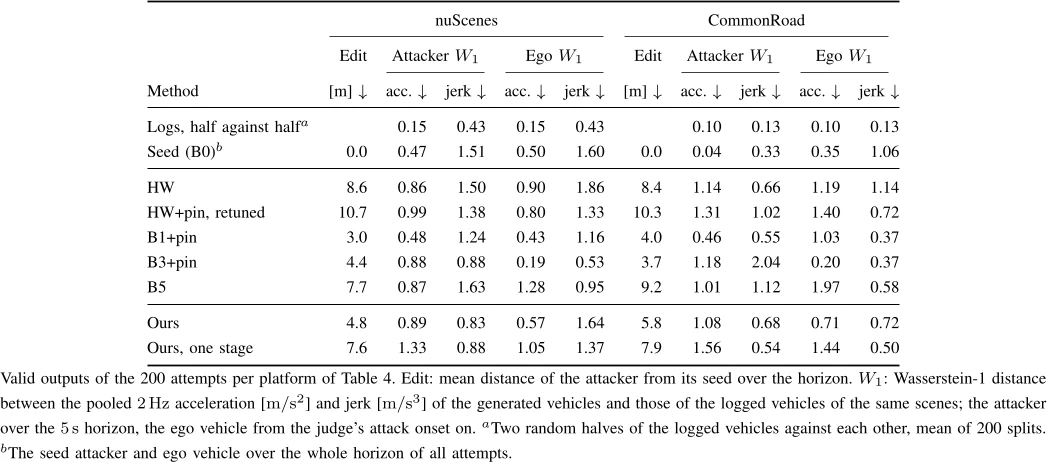 nuScenes CommonRoad
Edit Attacker W₁ Ego W₁ Edit Attacker W₁ Ego W₁
Method [m] ↓ acc. ↓ jerk ↓ acc. ↓ jerk ↓ [m] ↓ acc. ↓ jerk ↓ acc. ↓ jerk ↓
Logs, half against halfᵃ 0.15 0.43 0.15 0.43 0.10 0.13 0.10 0.13
Seed (B0)ᵇ 0.0 0.47 1.51 0.50 1.60 0.0 0.04 0.33 0.35 1.06
HW 8.6 0.86 1.50 0.90 1.86 8.4 1.14 0.66 1.19 1.14
HW+pin, retuned 10.7 0.99 1.38 0.80 1.33 10.3 1.31 1.02 1.40 0.72
B1+pin 3.0 0.48 1.24 0.43 1.16 4.0 0.46 0.55 1.03 0.37
B3+pin 4.4 0.88 0.88 0.19 0.53 3.7 1.18 2.04 0.20 0.37
B5 7.7 0.87 1.63 1.28 0.95 9.2 1.01 1.12 1.97 0.58
Ours 4.8 0.89 0.83 0.57 1.64 5.8 1.08 0.68 0.71 0.72
Ours, one stage 7.6 1.33 0.88 1.05 1.37 7.9 1.56 0.54 1.44 0.50
Valid outputs of the 200 attempts per platform of Table 4. Edit: mean distance of the attacker from its seed over the horizon. W₁: Wasserstein-1 distance
between the pooled 2 Hz acceleration [m/s²] and jerk [m/s³] of the generated vehicles and those of the logged vehicles of the same scenes; the attacker
over the 5 s horizon, the ego vehicle from the judge's attack onset on. ᵃTwo random halves of the logged vehicles against each other, mean of 200 splits.
ᵇThe seed attacker and ego vehicle over the whole horizon of all attempts.